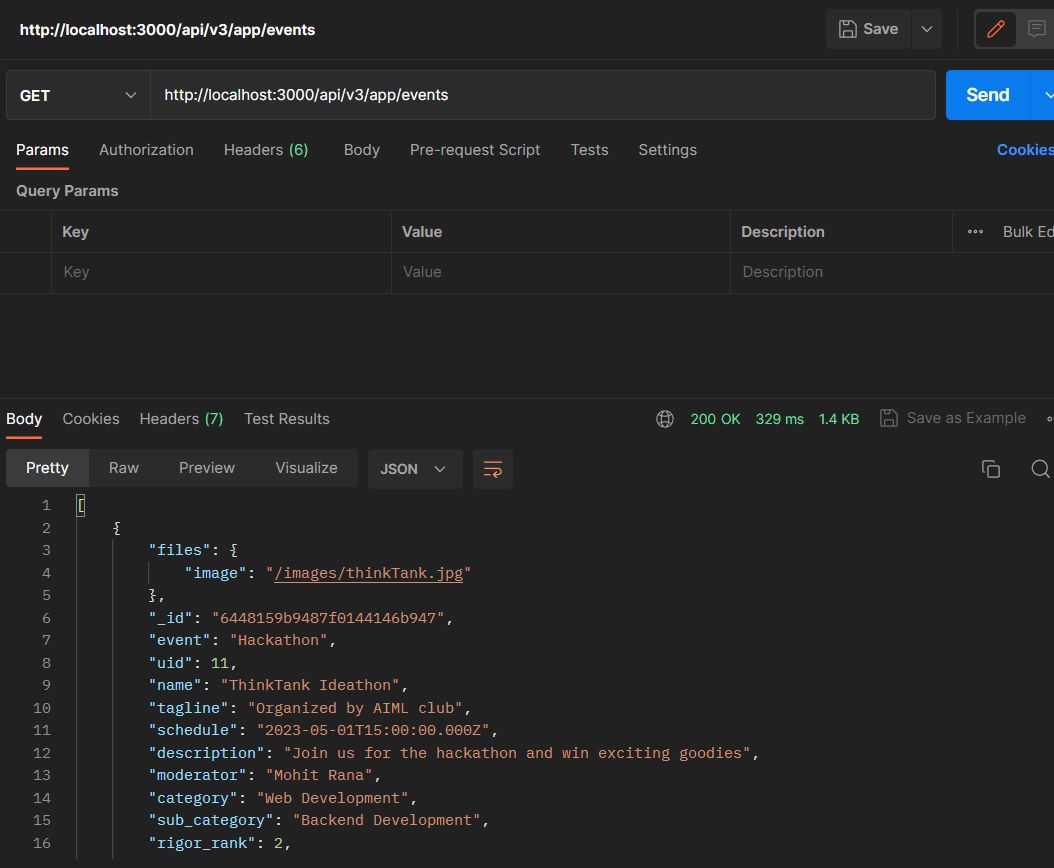 http://localhost:3000/api/v3/app/events
Save
GET
http://localhost:3000/api/v3/app/events
Send
Params Authorization Headers (6) Body Pre-request Script Tests Settings Cookies
Query Params
Key Value Description Bulk Ed
Key Value Description
Body Cookies Headers (7) Test Results 200 OK 329 ms 1.4 KB Save as Example
Pretty Raw Preview Visualize JSON
1 [
2 {
3 "files": {
4 "image": "/images/thinkTank.jpg"
5 },
6 "_id": "6448159b9487f0144146b947",
7 "event": "Hackathon",
8 "uid": 11,
9 "name": "ThinkTank Ideathon",
10 "tagline": "Organized by AIML club",
11 "schedule": "2023-05-01T15:00:00.000Z",
12 "description": "Join us for the hackathon and win exciting goodies",
13 "moderator": "Mohit Rana",
14 "category": "Web Development",
15 "sub_category": "Backend Development",
16 "rigor_rank": 2,